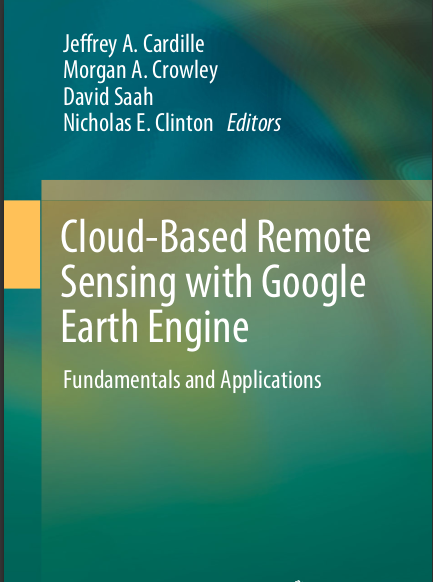 Jeffrey A. Cardille
Morgan A. Crowley
David Saah
Nicholas E. Clinton Editors
Cloud-Based Remote
Sensing with Google
Earth Engine
Fundamentals and Applications